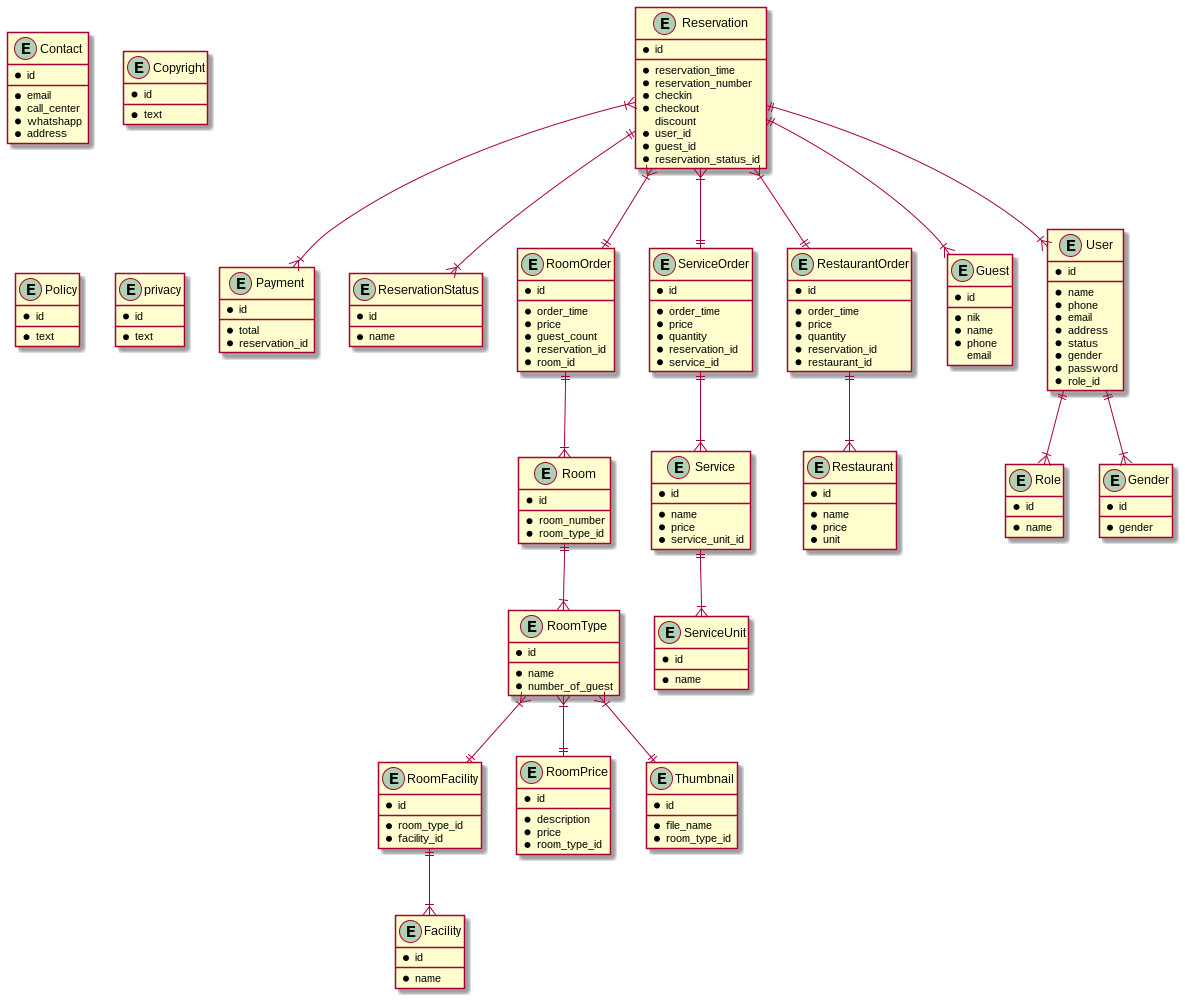 E Reservation
id
reservation_time
reservation_number
checkin
checkout
discount
user_id
guest_id
reservation_status_id
E Contact
id
email
call_center
whatshapp
address
E Copyright
id
text
E Policy
id
text
E privacy
id
text
E Payment
id
total
reservation_id
E ReservationStatus
id
name
E RoomOrder
id
order_time
price
guest_count
reservation_id
room_id
E ServiceOrder
id
order_time
price
quantity
reservation_id
service_id
E RestaurantOrder
id
order_time
price
quantity
reservation_id
restaurant_id
E Guest
id
nik
name
phone
email
E User
id
name
phone
email
address
status
gender
password
role_id
E Room
id
room_number
room_type_id
E Service
id
name
price
service_unit_id
E Restaurant
id
name
price
unit
E Role
id
name
E Gender
id
gender
E RoomType
id
name
number_of_guest
E ServiceUnit
id
name
E RoomFacility
id
room_type_id
facility_id
E RoomPrice
id
description
price
room_type_id
E Thumbnail
id
file_name
room_type_id
E Facility
id
name